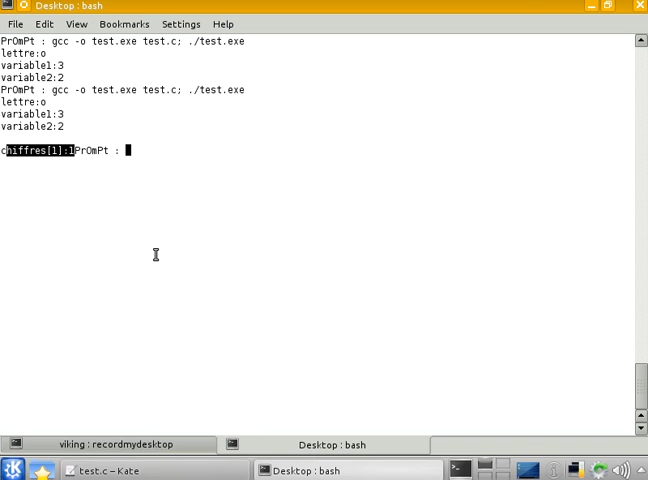 Desktop : bash
File Edit View Bookmarks Settings Help
PrOmPt : gcc -o test.exe test.c; ./test.exe
lettre:o
variable1:3
variable2:2
PrOmPt : gcc -o test.exe test.c; ./test.exe
lettre:o
variable1:3
variable2:2
chiffres[1]:1PrOmPt :
viking : recordmydesktop Desktop : bash
test.c – Kate Desktop : bash